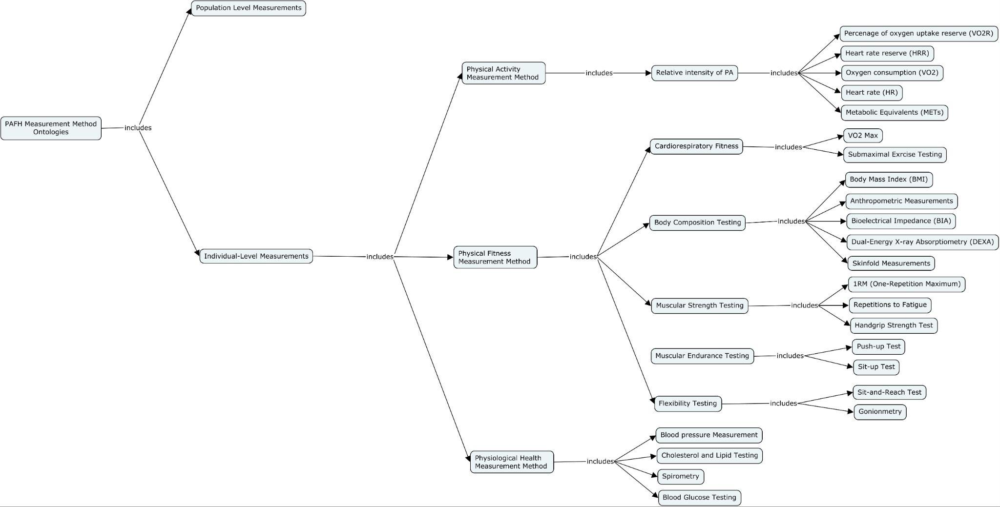 Population Level Measurements
PAFH Measurement Method
Ontologies
includes
Individual-Level Measurements
includes
Physical Activity
Measurement Method
includes
Relative intensity of PA
includes
Percenage of oxygen uptake reserve (VO2R)
Heart rate reserve (HRR)
Oxygen consumption (VO2)
Heart rate (HR)
Metabolic Equivalents (METs)
Physical Fitness
Measurement Method
includes
Cardiorespiratory Fitness
includes
VO2 Max
Submaximal Exrcise Testing
Body Composition Testing
includes
Body Mass Index (BMI)
Anthropometric Measurements
Bioelectrical Impedance (BIA)
Dual-Energy X-ray Absorptiometry (DEXA)
Skinfold Measurements
Muscular Strength Testing
includes
1RM (One-Repetition Maximum)
Repetitions to Fatigue
Handgrip Strength Test
Muscular Endurance Testing
includes
Push-up Test
Sit-up Test
Flexibility Testing
includes
Sit-and-Reach Test
Gonionmetry
Physiological Health
Measurement Method
includes
Blood pressure Measurement
Cholesterol and Lipid Testing
Spirometry
Blood Glucose Testing